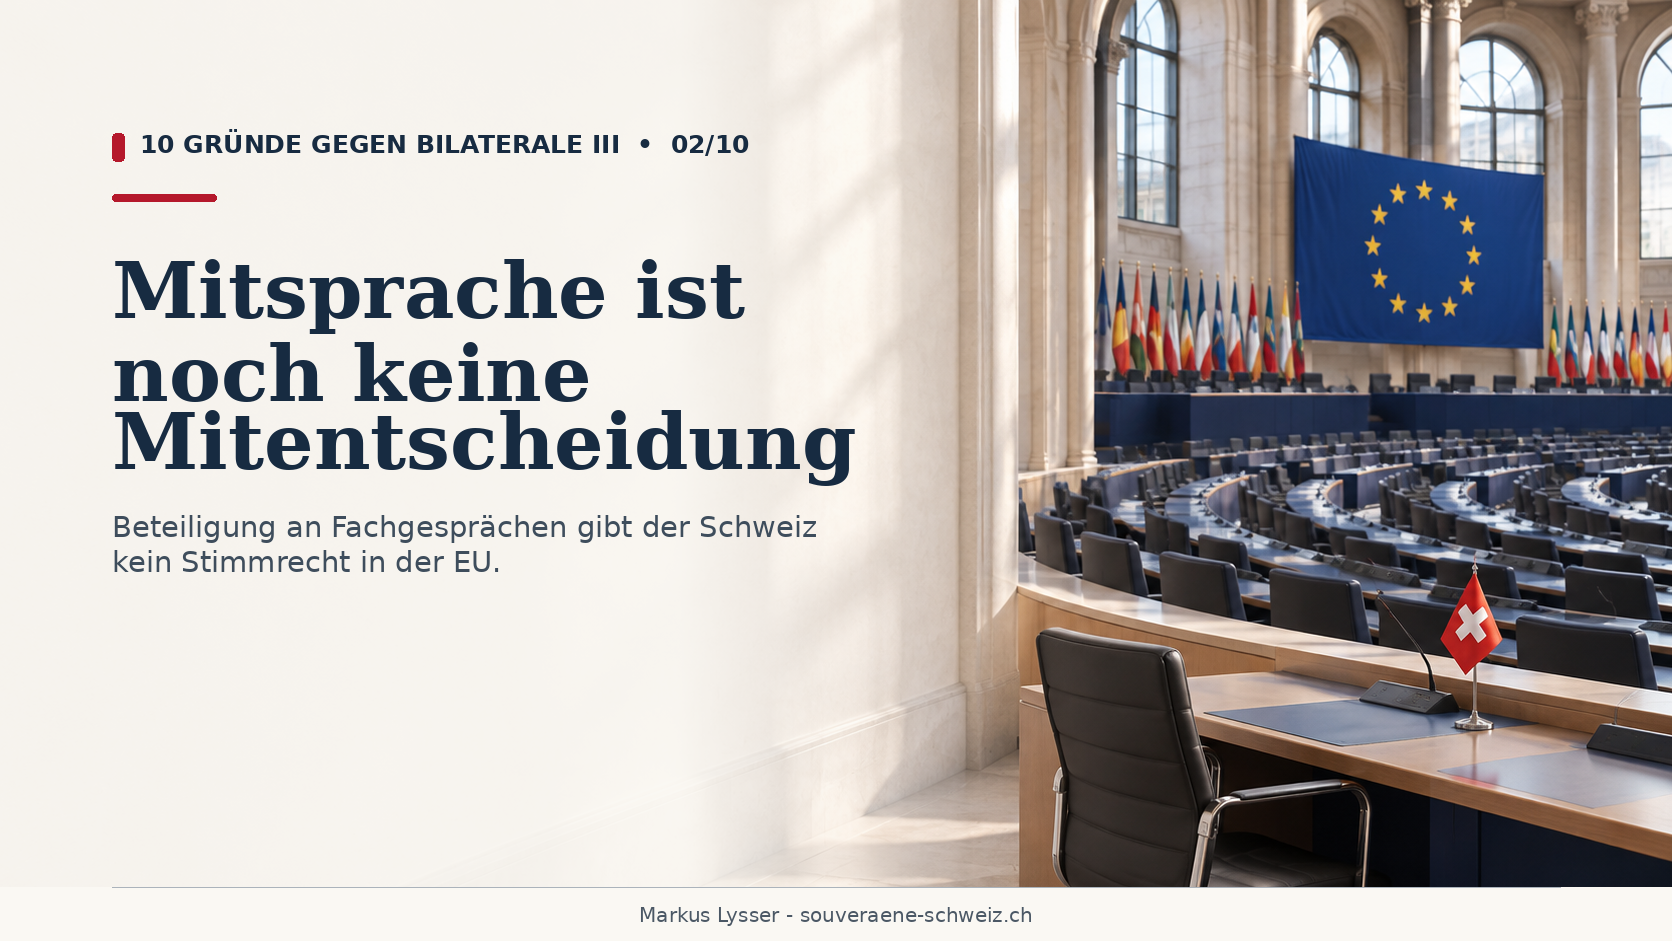 10 GRÜNDE GEGEN BILATERALE III • 02/10
Mitsprache ist
noch keine
Mitentscheidung
Beteiligung an Fachgesprächen gibt der Schweiz
kein Stimmrecht in der EU.
Markus Lysser - souveraene-schweiz.ch